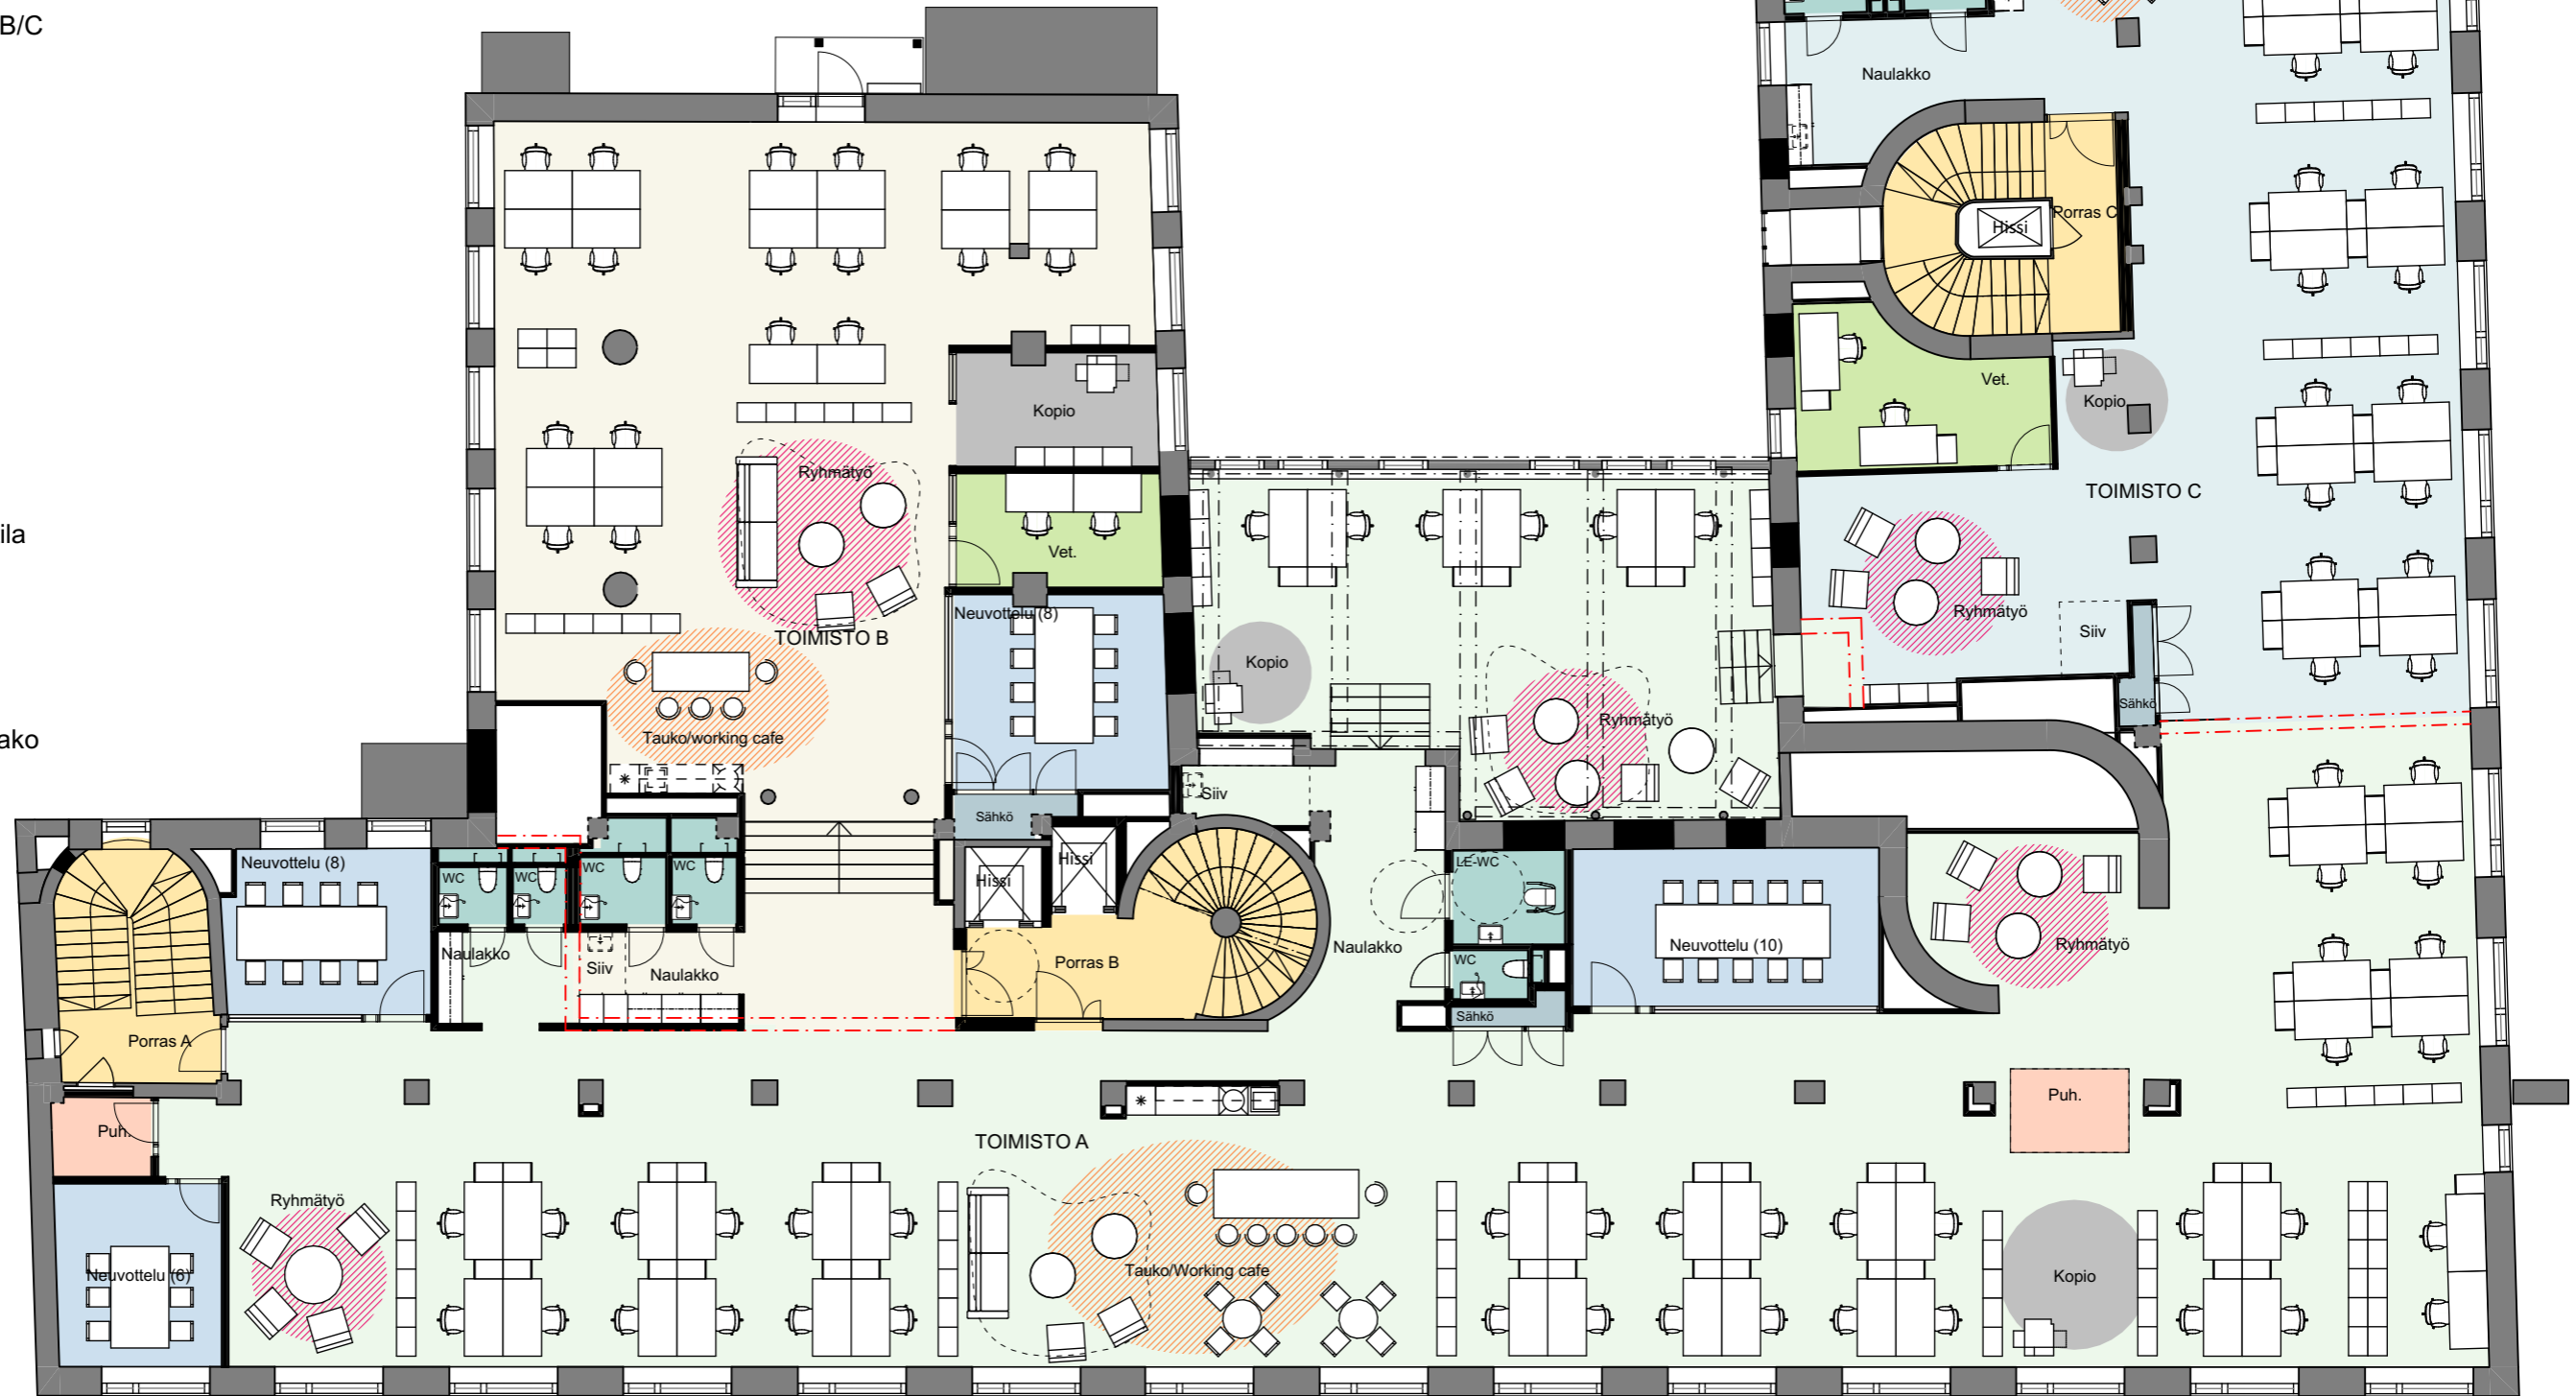 B/C
Naulakko
Hissi
Porras C
Vet.
Kopio
Kopio
Ryhmätyö
TOIMISTO C
ila
Vet.
Neuvottelu (8)
Ryhmätyö
Siiv
TOIMISTO B
Kopio
Sähkö
Ryhmätyö
ako
Tauko/working cafe
Siiv
Sähkö
Neuvottelu (8)
WC
WC
WC
WC
Hissi
Hissi
LE-WC
Naulakko
Siiv
Naulakko
Porras B
Naulakko
WC
Neuvottelu (10)
Ryhmätyö
Sähkö
Porras A
Puh.
Puh.
TOIMISTO A
Ryhmätyö
Neuvottelu (6)
Tauko/Working cafe
Kopio